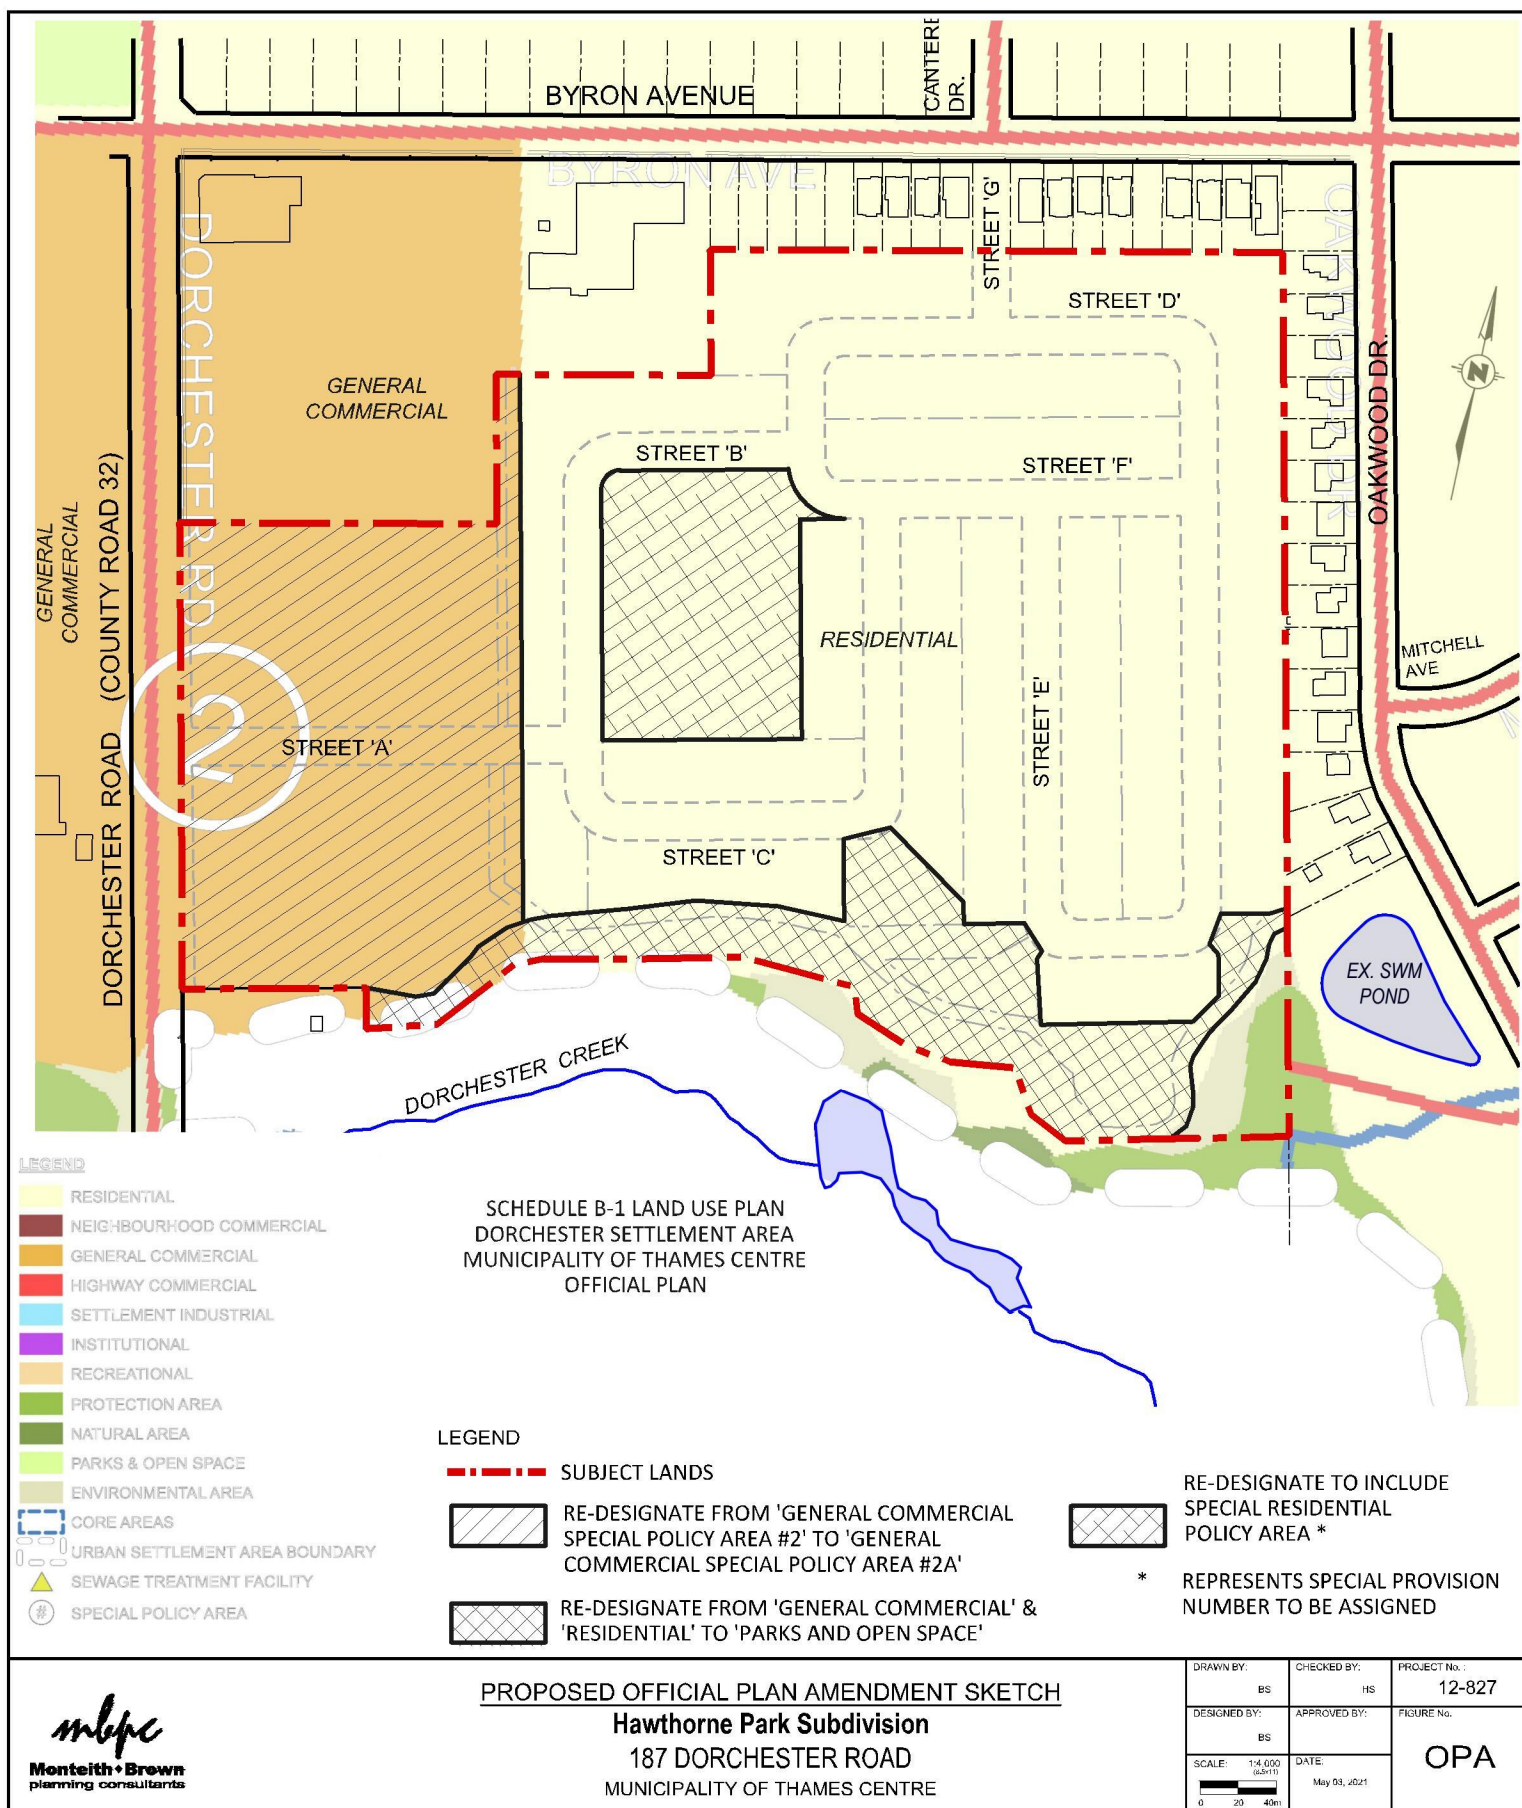 CANTERE
DR.
BYRON AVENUE
BYRON AVE
STREET 'G'
OAKWOOD DR
DORCHESTER RD
STREET 'D'
GENERAL
COMMERCIAL
OAKWOOD DR.
N
STREET 'B'
STREET 'F'
GENERAL
COMMERCIAL
DORCHESTER ROAD (COUNTY ROAD 32)
RESIDENTIAL
MITCHELL
AVE
STREET 'E'
2
STREET 'A'
STREET 'C'
EX. SWM
POND
DORCHESTER CREEK
LEGEND
RESIDENTIAL
NEIGHBOURHOOD COMMERCIAL
GENERAL COMMERCIAL
HIGHWAY COMMERCIAL
SETTLEMENT INDUSTRIAL
INSTITUTIONAL
RECREATIONAL
PROTECTION AREA
NATURAL AREA
PARKS & OPEN SPACE
ENVIRONMENTAL AREA
CORE AREAS
URBAN SETTLEMENT AREA BOUNDARY
SEWAGE TREATMENT FACILITY
# SPECIAL POLICY AREA
SCHEDULE B-1 LAND USE PLAN
DORCHESTER SETTLEMENT AREA
MUNICIPALITY OF THAMES CENTRE
OFFICIAL PLAN
LEGEND
SUBJECT LANDS
RE-DESIGNATE FROM 'GENERAL COMMERCIAL
SPECIAL POLICY AREA #2' TO 'GENERAL
COMMERCIAL SPECIAL POLICY AREA #2A'
RE-DESIGNATE FROM 'GENERAL COMMERCIAL' &
'RESIDENTIAL' TO 'PARKS AND OPEN SPACE'
RE-DESIGNATE TO INCLUDE
SPECIAL RESIDENTIAL
POLICY AREA *
* REPRESENTS SPECIAL PROVISION
NUMBER TO BE ASSIGNED
mbpc
Monteith Brown
planning consultants
PROPOSED OFFICIAL PLAN AMENDMENT SKETCH
Hawthorne Park Subdivision
187 DORCHESTER ROAD
MUNICIPALITY OF THAMES CENTRE
DRAWN BY:
BS
CHECKED BY:
HS
PROJECT No. :
12-827
DESIGNED BY:
BS
APPROVED BY:
FIGURE No.
OPA
SCALE: 1:4,000
(8.5x11)
0 20 40m
DATE:
May 03, 2021